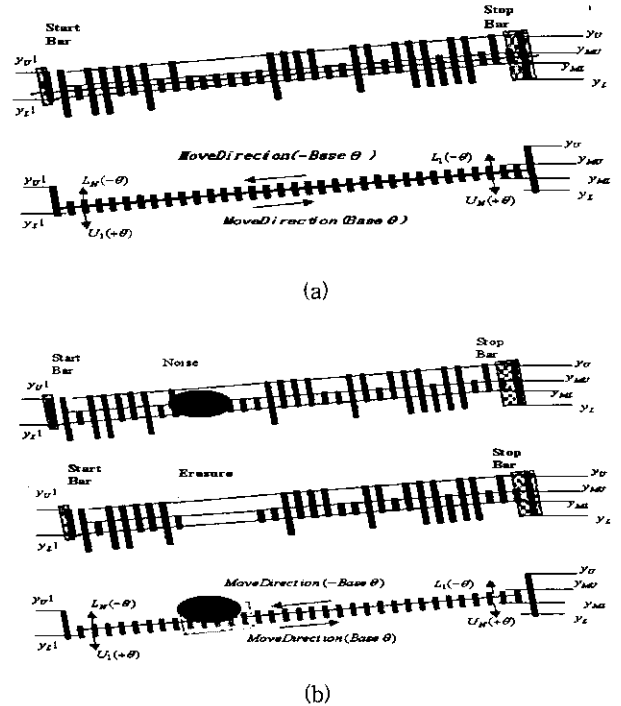 Start Bar
Stop Bar
y_U1
y_L1
y_U
y_MU
y_ML
y_L
MoveDirection(-Base θ)
L_N(-θ)
L_1(-θ)
y_U1
y_L1
U_1(+θ)
U_N(+θ)
y_U
y_MU
y_ML
y_L
MoveDirection(Base θ)
(a)
Start Bar
Noise
Stop Bar
y_U1
y_L1
y_U
y_MU
y_ML
y_L
Start Bar
Erasure
Stop Bar
y_U1
y_L1
y_U
y_MU
y_ML
y_L
MoveDirection(-Base θ)
L_N(-θ)
L_1(-θ)
y_U1
y_L1
U_1(+θ)
U_N(+θ)
y_U
y_MU
y_ML
y_L
MoveDirection(Base θ)
(b)